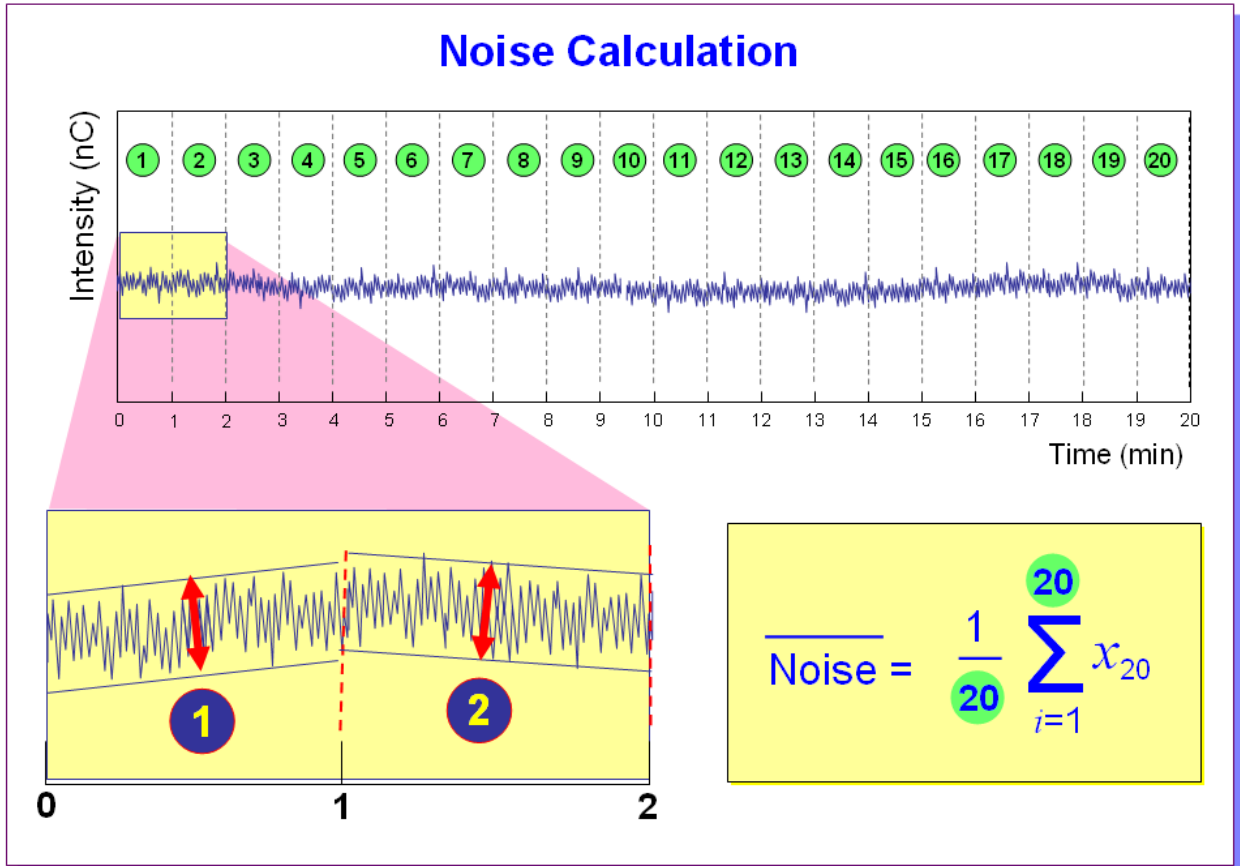 Noise Calculation
Intensity (nC)
1 2 3 4 5 6 7 8 9 10 11 12 13 14 15 16 17 18 19 20
0 1 2 3 4 5 6 7 8 9 10 11 12 13 14 15 16 17 18 19 20
Time (min)
1 2
0 1 2
Noise = 1/20 20 ∑ i=1 x₂₀